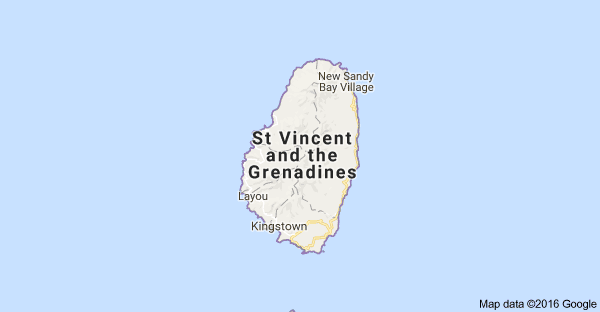 New Sandy
Bay Village
St Vincent
and the
Grenadines
Layou
Kingstown
Map data ©2016 Google